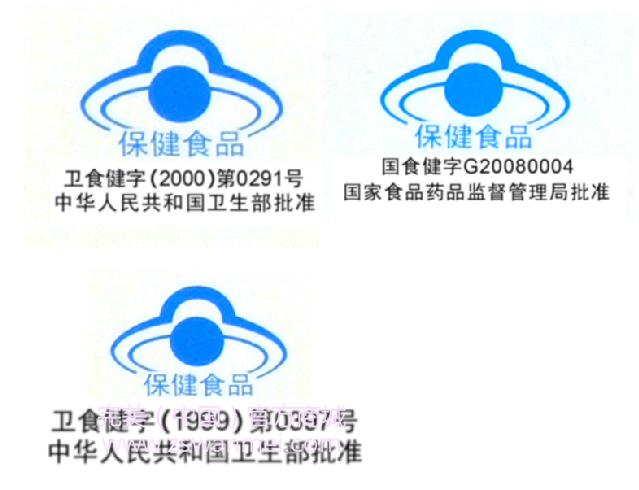 保健食品
卫食健字(2000)第0291号
中华人民共和国卫生部批准
保健食品
国食健字G20080004
国家食品药品监督管理局批准
保健食品
卫食健字(1999)第0397号
中华人民共和国卫生部批准